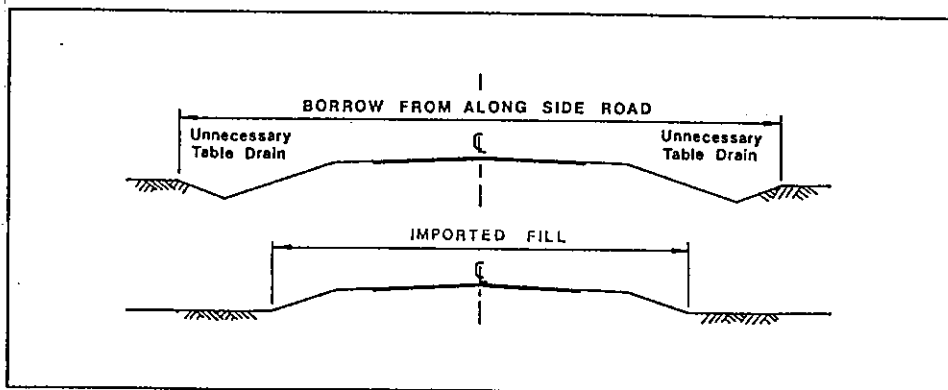 BORROW FROM ALONG SIDE ROAD
Unnecessary
Table Drain
℄
Unnecessary
Table Drain
IMPORTED FILL
℄